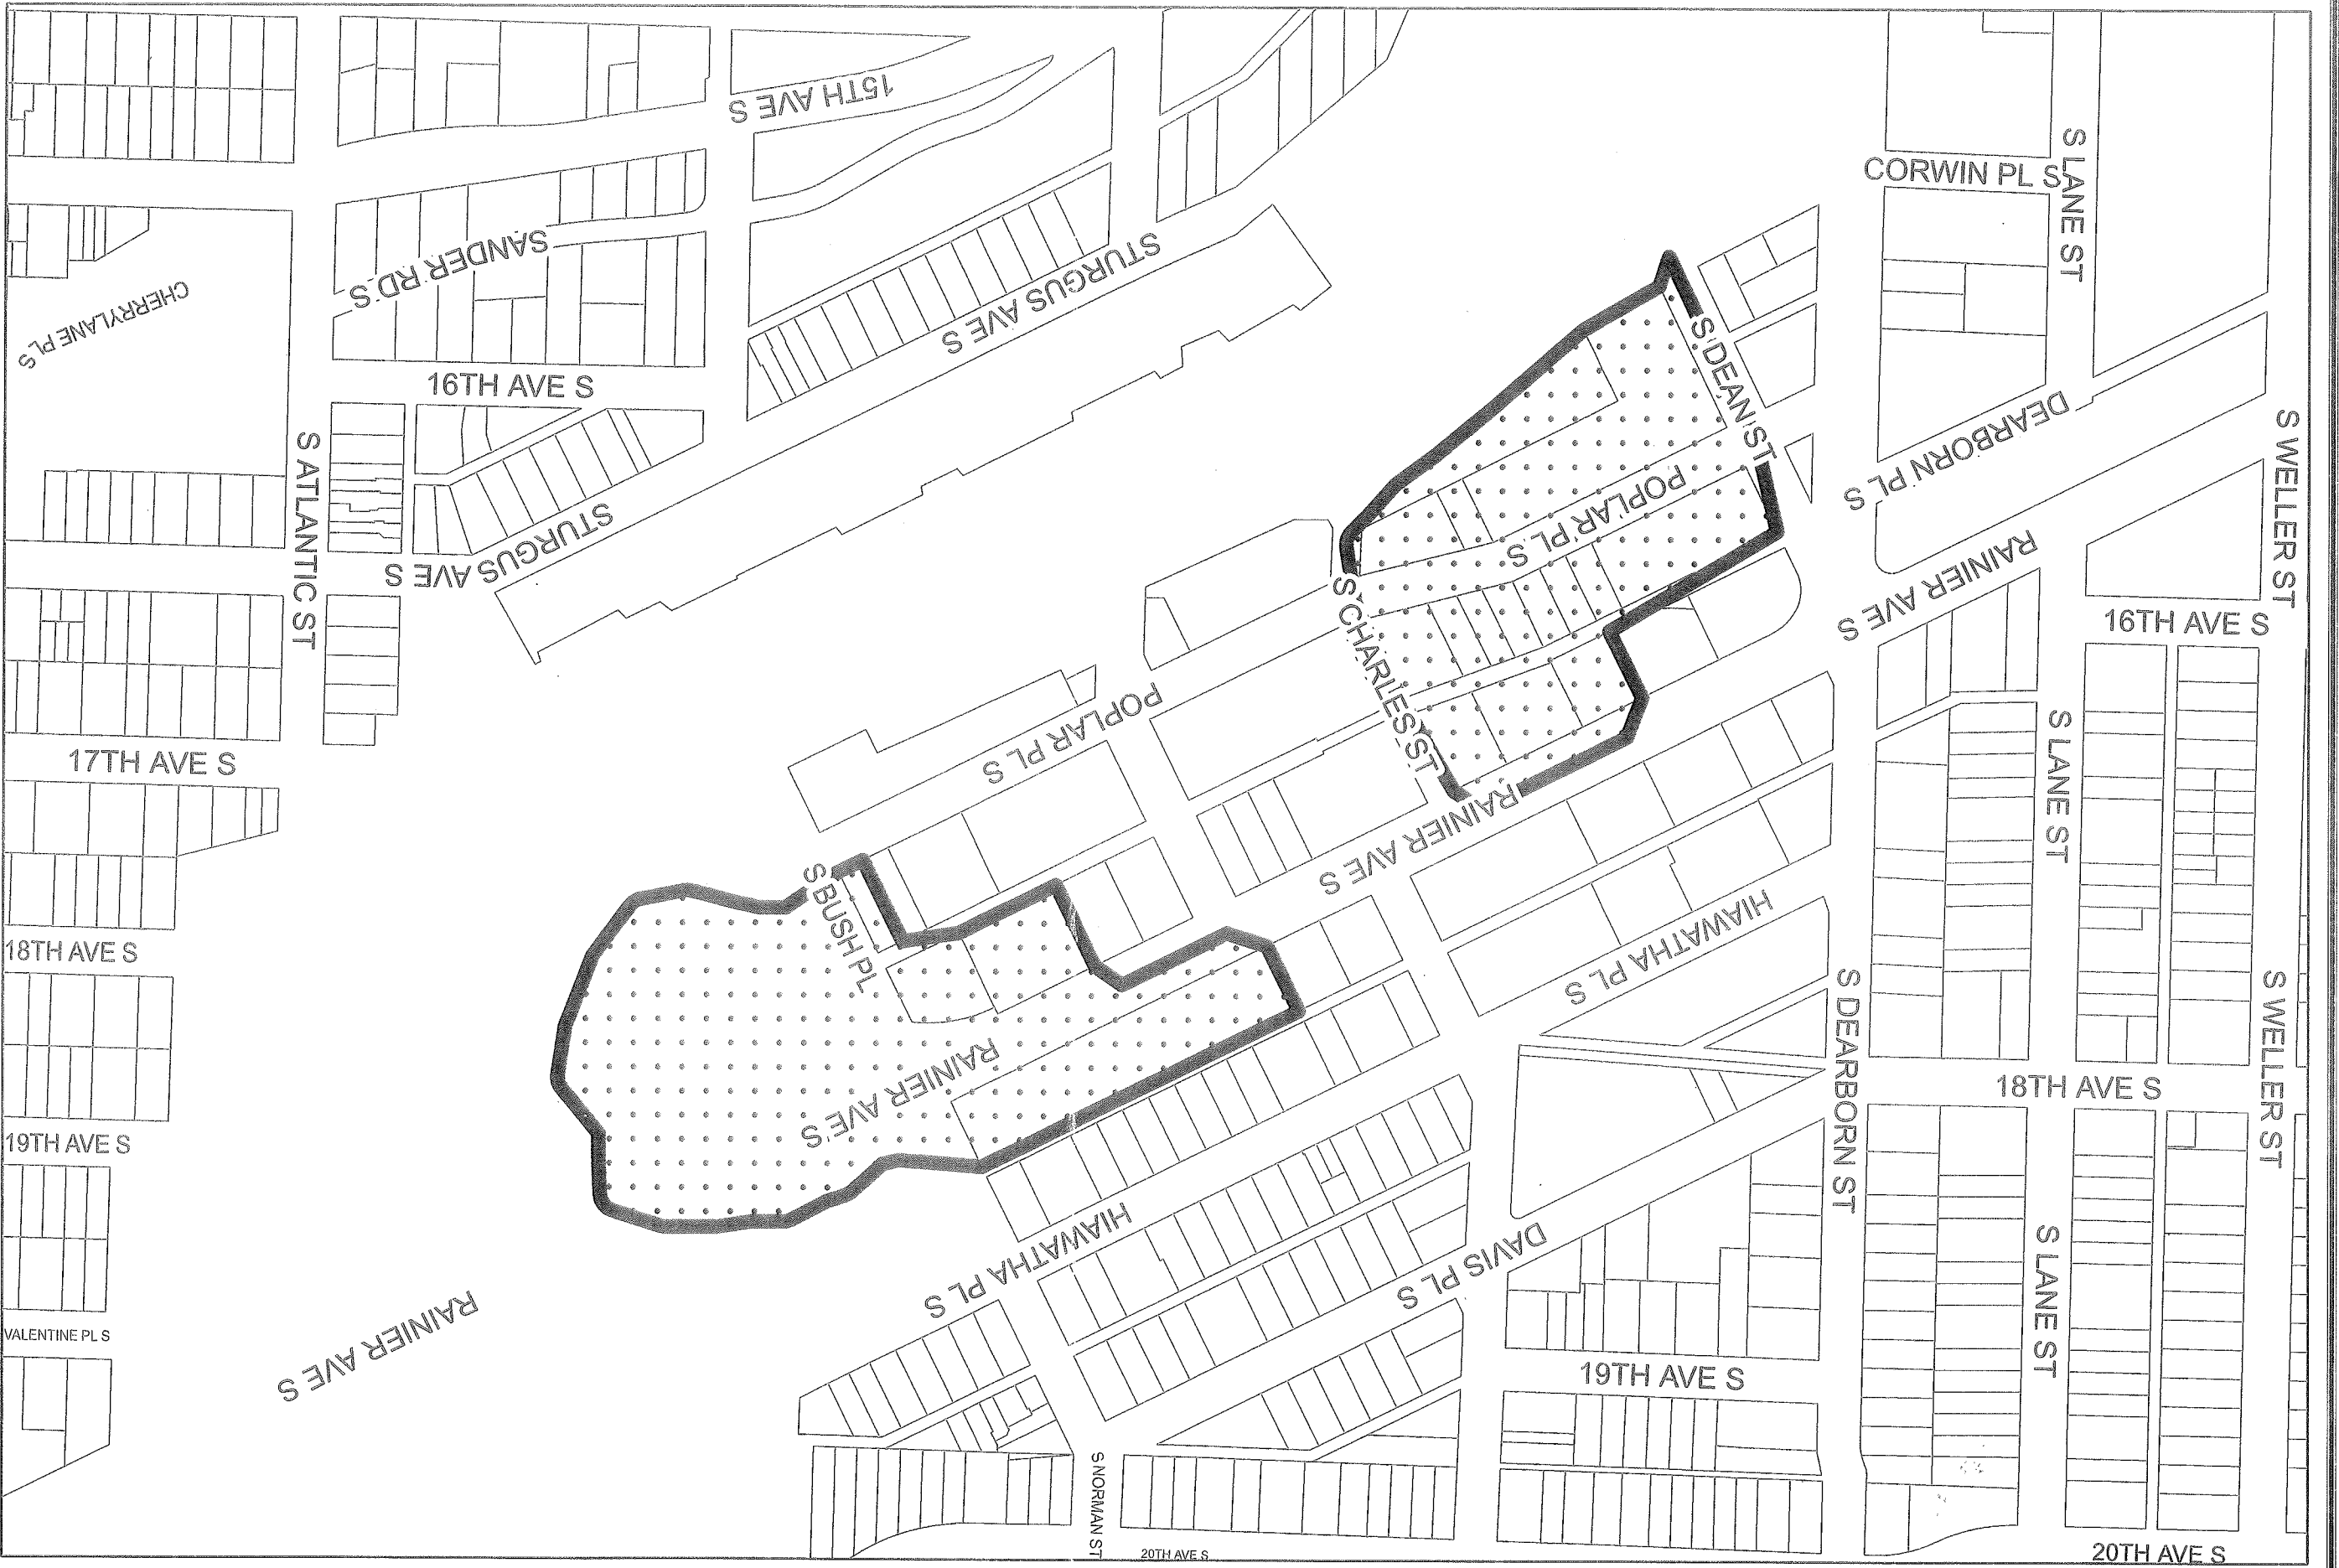 15TH AVE S
S LANE ST
CORWIN PL S
SANDER RD S
STURGUS AVE S
CHERRYLANE PL S
S DEAN ST
16TH AVE S
DEARBORN PL S
S WELLER ST
S ATLANTIC ST
POPLAR PL S
STURGUS AVE S
RAINIER AVE S
S CHARLES ST
16TH AVE S
POPLAR PL S
S LANE ST
17TH AVE S
RAINIER AVE S
S BUSH PL
HIAWATHA PL S
18TH AVE S
S DEARBORN ST
S WELLER ST
RAINIER AVE S
18TH AVE S
19TH AVE S
HIAWATHA PL S
DAVIS PL S
S LANE ST
RAINIER AVE S
VALENTINE PL S
19TH AVE S
S NORMAN ST
20TH AVE S
20TH AVE S